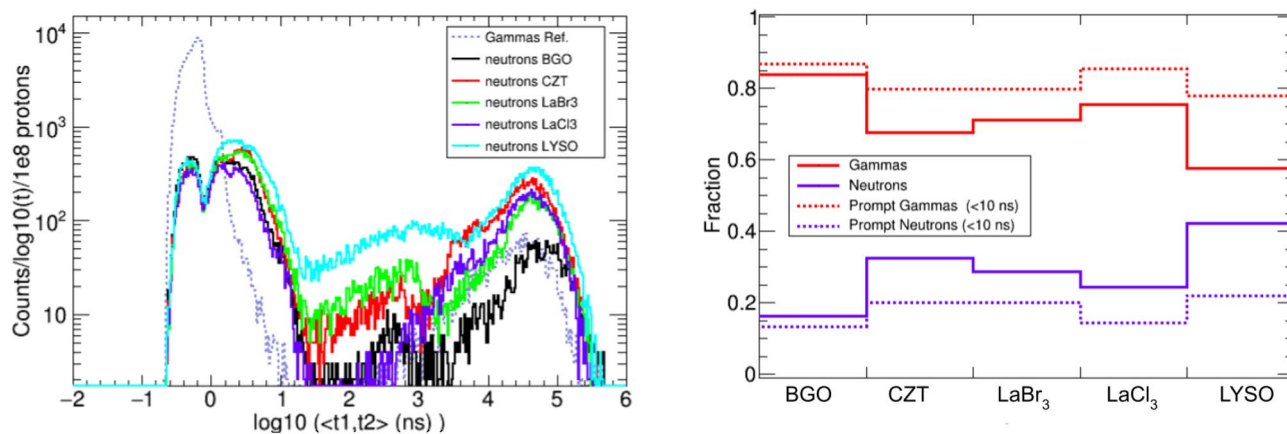 Counts/log10(t)/1e8 protons
10⁴
10³
10²
10
Gammas Ref.
neutrons BGO
neutrons CZT
neutrons LaBr3
neutrons LaCl3
neutrons LYSO
−2 −1 0 1 2 3 4 5 6
log10 (<t1,t2> (ns) )
Fraction
1
0.8
0.6
0.4
0.2
0
Gammas
Neutrons
Prompt Gammas (<10 ns)
Prompt Neutrons (<10 ns)
BGO CZT LaBr₃ LaCl₃ LYSO